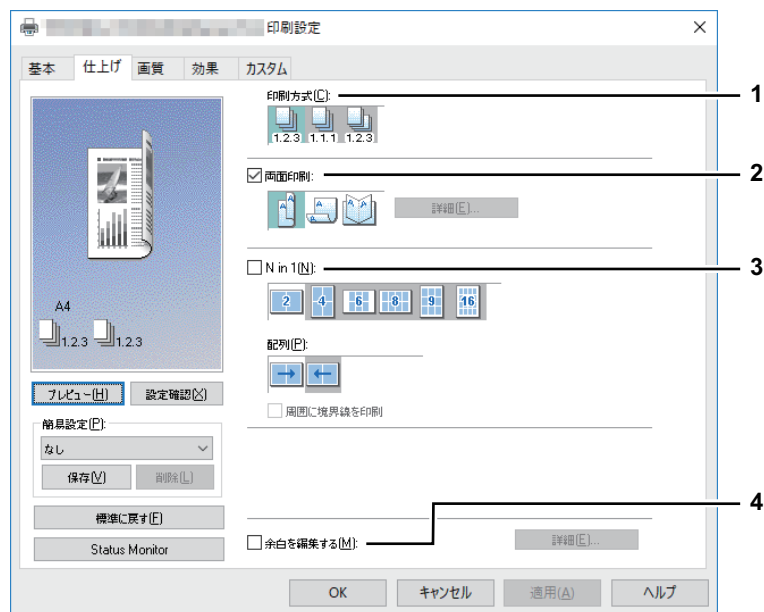 印刷設定
基本 仕上げ 画質 効果 カスタム
印刷方式(C): 1
1.2.3 1.1.1 1.2.3
両面印刷: 2
詳細(E)...
N in 1(N): 3
2 4 6 8 9 16
A4
1.2.3 1.2.3
配列(P):
周囲に境界線を印刷
プレビュー(H) 設定確認(X)
簡易設定(P):
なし
保存(V) 削除(L)
標準に戻す(F)
Status Monitor
余白を編集する(M): 4
詳細(E)...
OK キャンセル 適用(A) ヘルプ